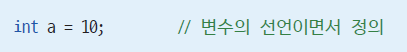 int a = 10;        // 변수의 선언이면서 정의